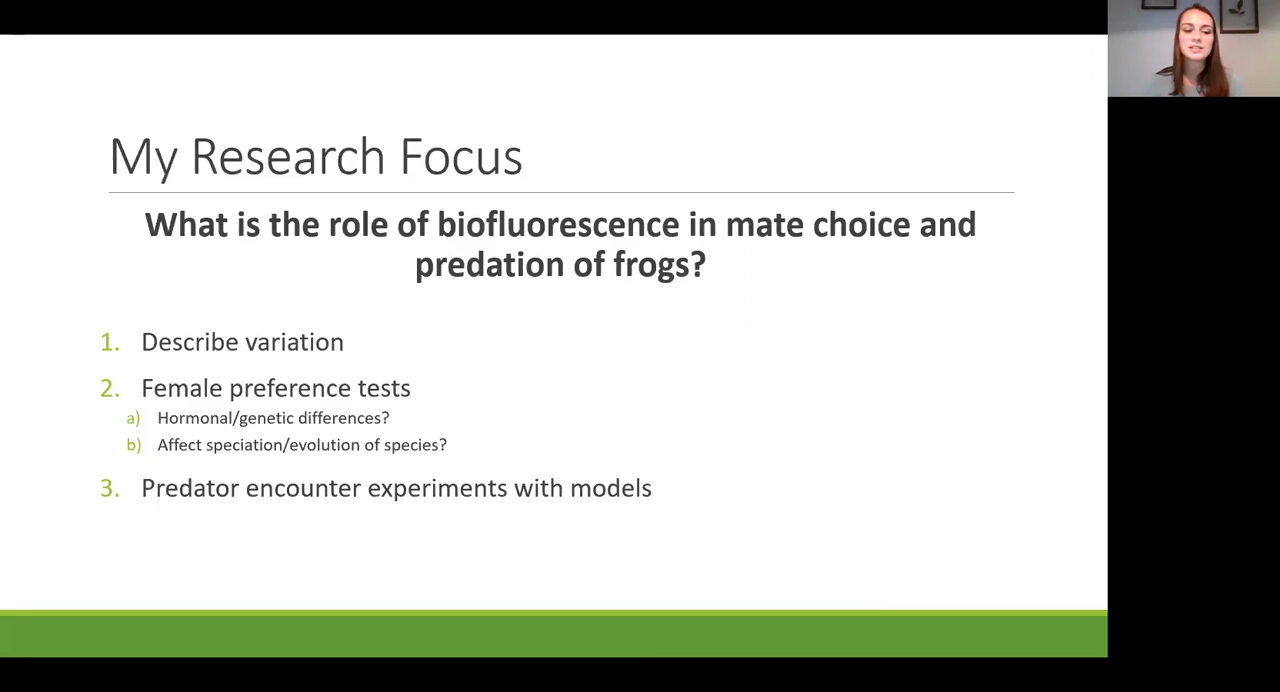 My Research Focus
What is the role of biofluorescence in mate choice and
predation of frogs?
1. Describe variation
2. Female preference tests
a) Hormonal/genetic differences?
b) Affect speciation/evolution of species?
3. Predator encounter experiments with models